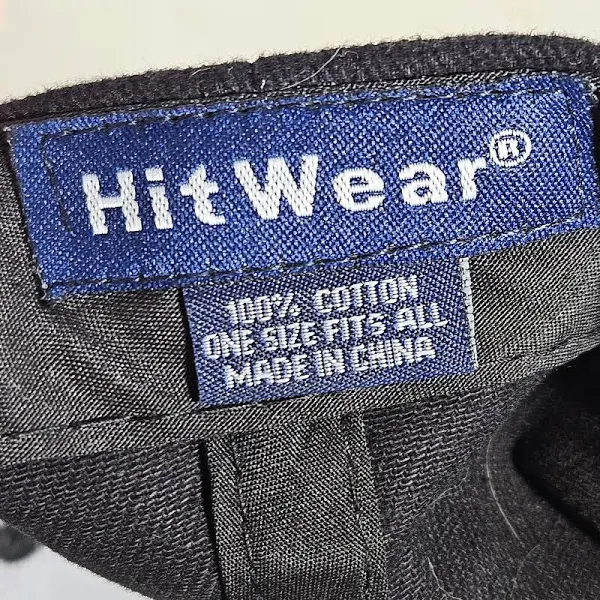 HitWear®
100% COTTON
ONE SIZE FITS ALL
MADE IN CHINA